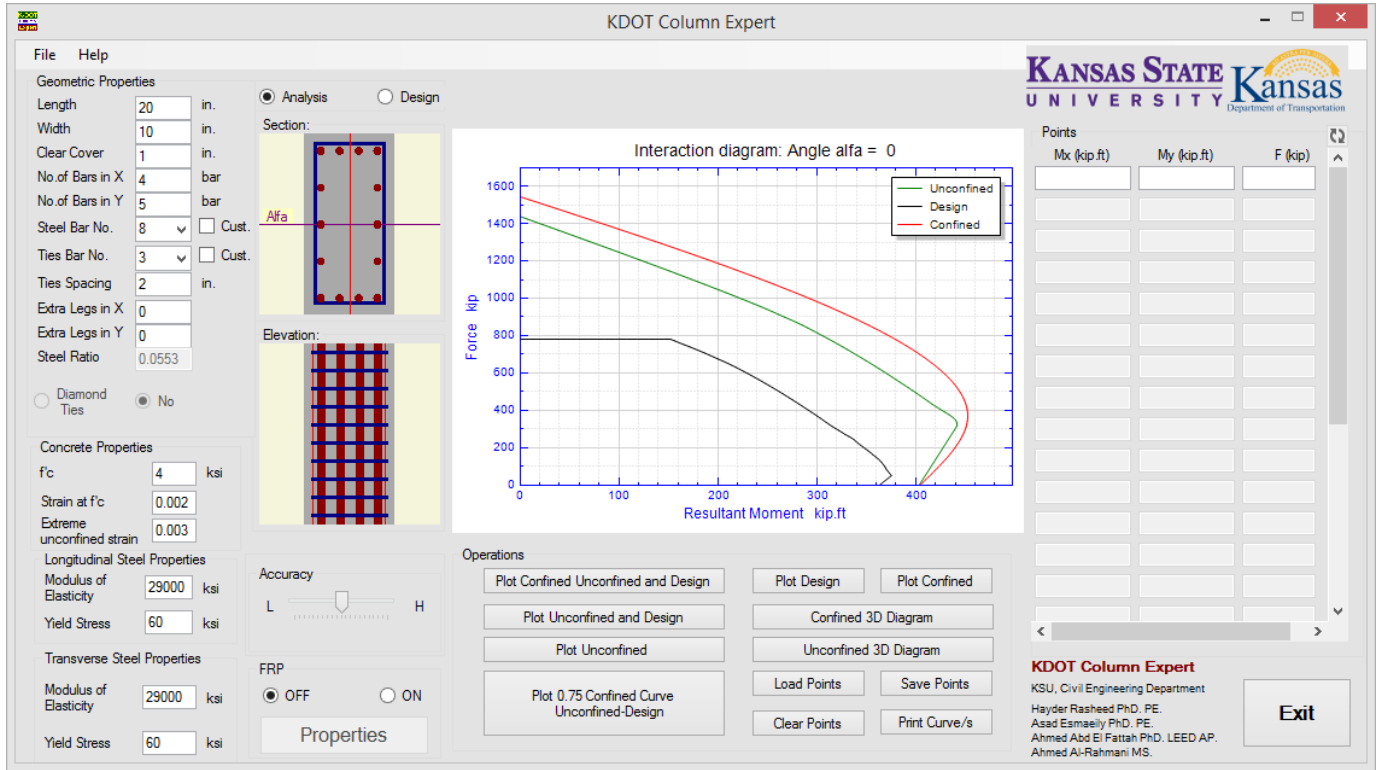 KDOT Column Expert
File Help
KANSAS STATE
UNIVERSITY
Kansas
Department of Transportation
Geometric Properties
Length 20 in.
Width 10 in.
Clear Cover 1 in.
No.of Bars in X 4 bar
No.of Bars in Y 5 bar
Steel Bar No. 8 Cust.
Ties Bar No. 3 Cust.
Ties Spacing 2 in.
Extra Legs in X 0
Extra Legs in Y 0
Steel Ratio 0.0553
Diamond
Ties
No
Concrete Properties
f'c 4 ksi
Strain at f'c 0.002
Extreme
unconfined strain 0.003
Longitudinal Steel Properties
Modulus of
Elasticity 29000 ksi
Yield Stress 60 ksi
Transverse Steel Properties
Modulus of
Elasticity 29000 ksi
Yield Stress 60 ksi
Analysis Design
Section:
Alfa
Elevation:
Accuracy
L H
FRP
OFF ON
Properties
Interaction diagram: Angle alfa = 0
Unconfined
Design
Confined
1600
1400
1200
1000
800
600
400
200
0
Force kip
0 100 200 300 400
Resultant Moment kip.ft
Operations
Plot Confined Unconfined and Design Plot Design Plot Confined
Plot Unconfined and Design Confined 3D Diagram
Plot Unconfined Unconfined 3D Diagram
Plot 0.75 Confined Curve
Unconfined-Design
Load Points Save Points
Clear Points Print Curve/s
Points
Mx (kip.ft) My (kip.ft) F (kip)
KDOT Column Expert
KSU, Civil Engineering Department
Hayder Rasheed PhD. PE.
Asad Esmaeily PhD. PE.
Ahmed Abd El Fattah PhD. LEED AP.
Ahmed Al-Rahmani MS.
Exit